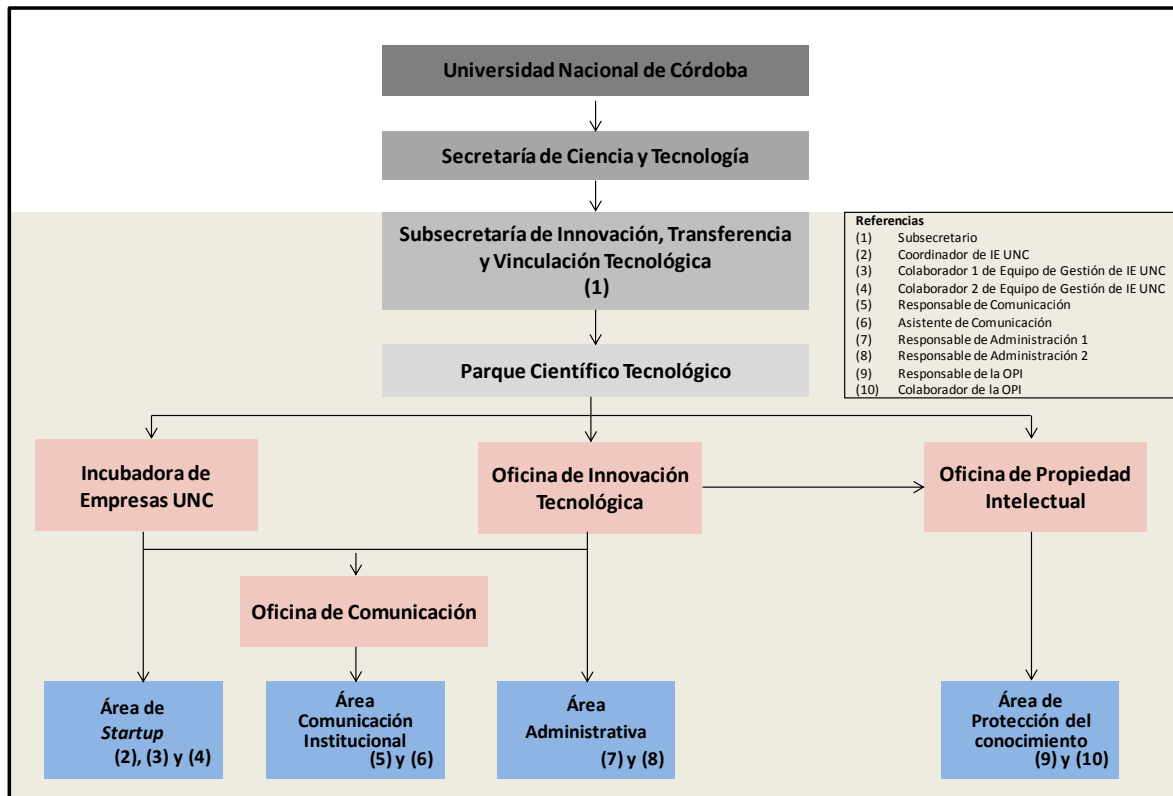 Universidad Nacional de Córdoba
Secretaría de Ciencia y Tecnología
Subsecretaría de Innovación, Transferencia
y Vinculación Tecnológica
(1)
Referencias
(1) Subsecretario
(2) Coordinador de IE UNC
(3) Colaborador 1 de Equipo de Gestión de IE UNC
(4) Colaborador 2 de Equipo de Gestión de IE UNC
(5) Responsable de Comunicación
(6) Asistente de Comunicación
(7) Responsable de Administración 1
(8) Responsable de Administración 2
(9) Responsable de la OPI
(10) Colaborador de la OPI
Parque Científico Tecnológico
Incubadora de
Empresas UNC
Oficina de Innovación
Tecnológica
Oficina de Propiedad
Intelectual
Oficina de Comunicación
Área de
Startup
(2), (3) y (4)
Área
Comunicación
Institucional
(5) y (6)
Área
Administrativa
(7) y (8)
Área de
Protección del
conocimiento
(9) y (10)